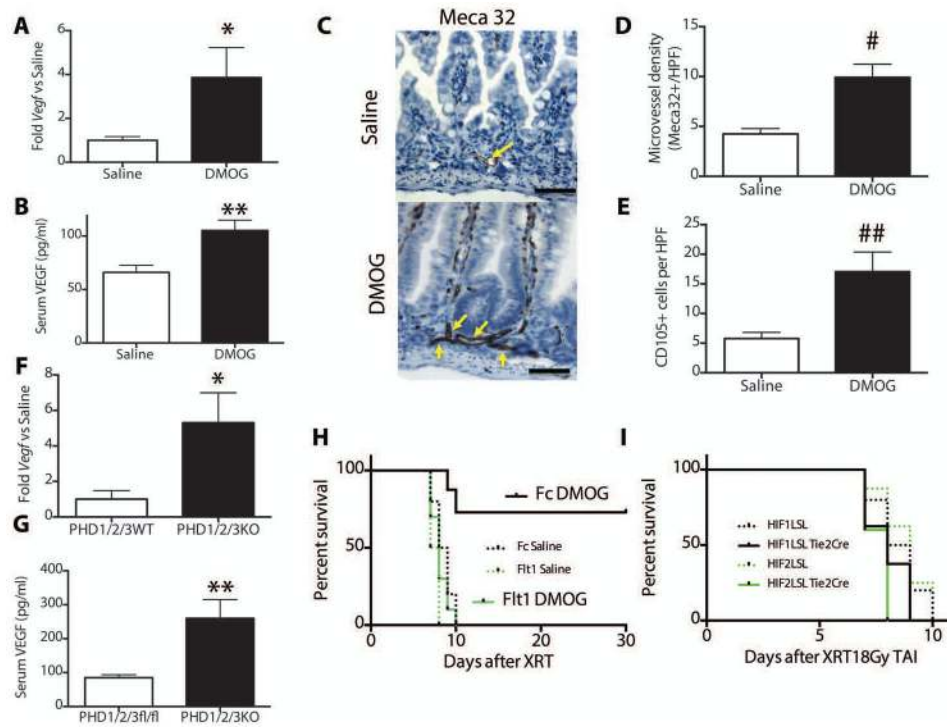 A
Fold Vegf vs Saline
6
4
2
0
*
Saline
DMOG
B
Serum VEGF (pg/ml)
100
50
0
**
Saline
DMOG
C
Meca 32
Saline
DMOG
D
Microvessel density
(Meca32+/HPF)
15
10
5
0
#
Saline
DMOG
E
CD105+ cells per HPF
20
15
10
5
0
##
Saline
DMOG
F
Fold Vegf vs Saline
8
6
4
2
0
*
PHD1/2/3WT
PHD1/2/3KO
G
Serum VEGF (pg/ml)
400
300
200
100
0
**
PHD1/2/3fl/fl
PHD1/2/3KO
H
Percent survival
100
50
0
Fc DMOG
Fc Saline
Flt1 Saline
Flt1 DMOG
0
10
20
30
Days after XRT
I
Percent survival
100
50
0
HIF1LSL
HIF1LSL Tie2Cre
HIF2LSL
HIF2LSL Tie2Cre
0
5
10
Days after XRT18Gy TAI